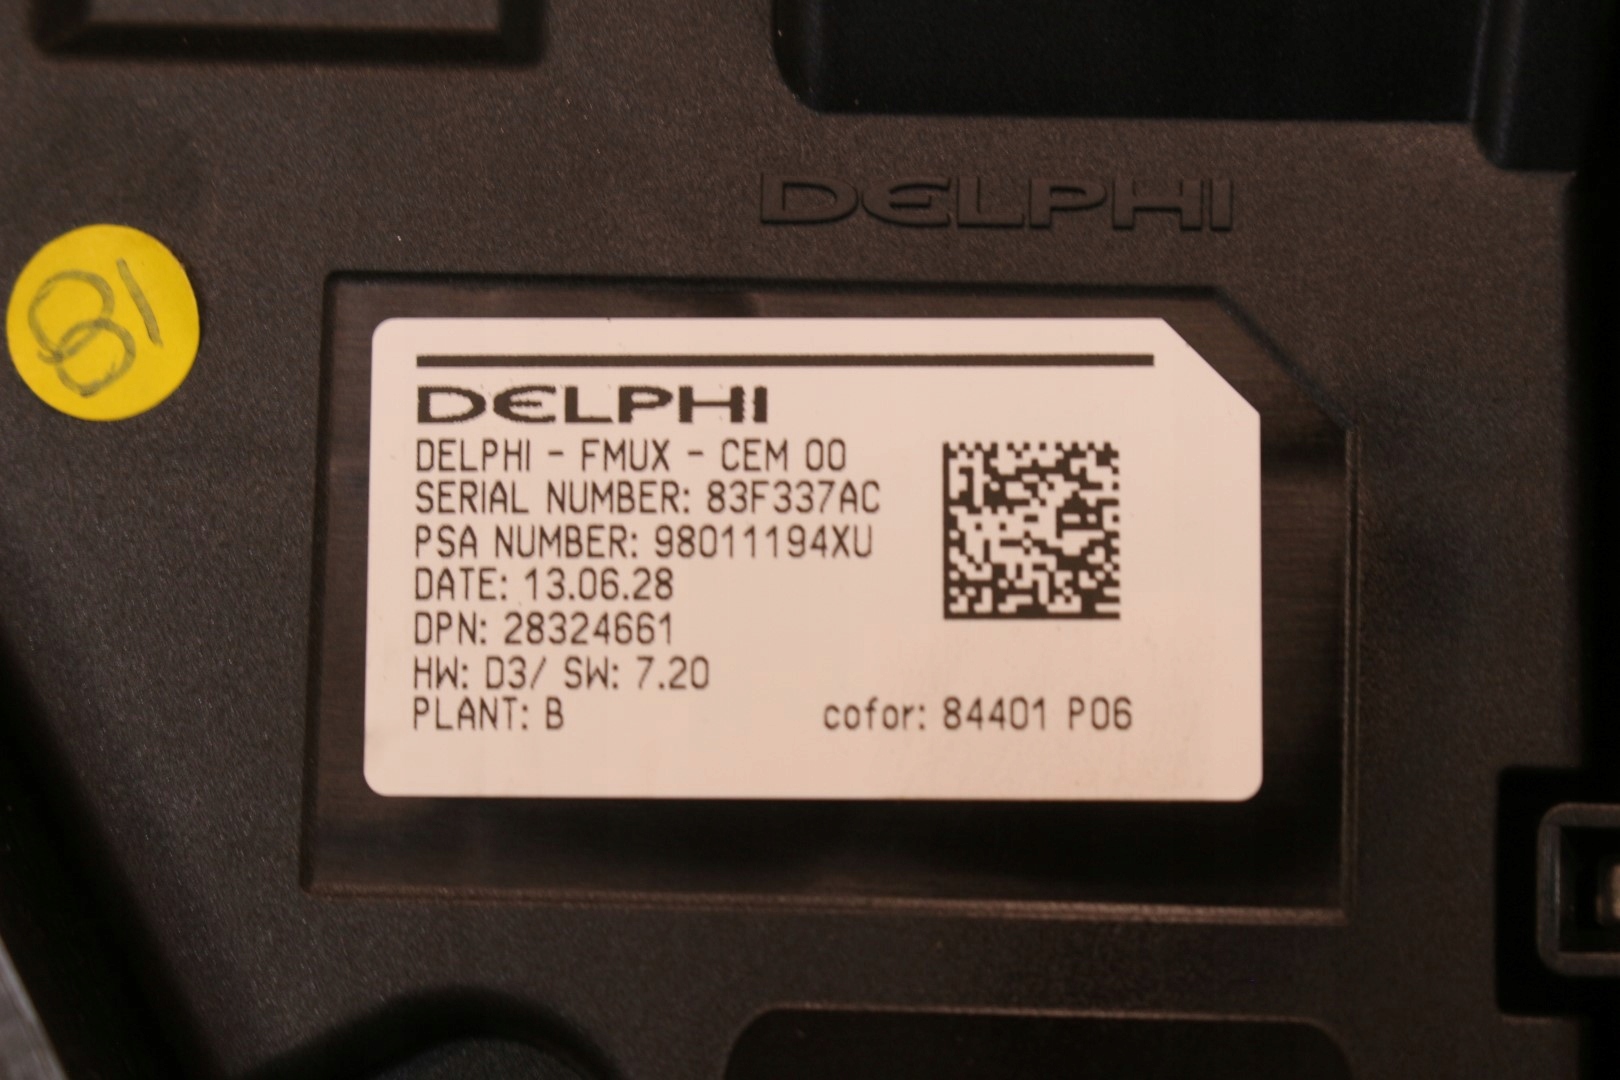 DELPHI
DELPHI
DELPHI - FMUX - CEM 00
SERIAL NUMBER: 83F337AC
PSA NUMBER: 98011194XU
DATE: 13.06.28
DPN: 28324661
HW: D3/ SW: 7.20
PLANT: B
cofor: 84401 P06